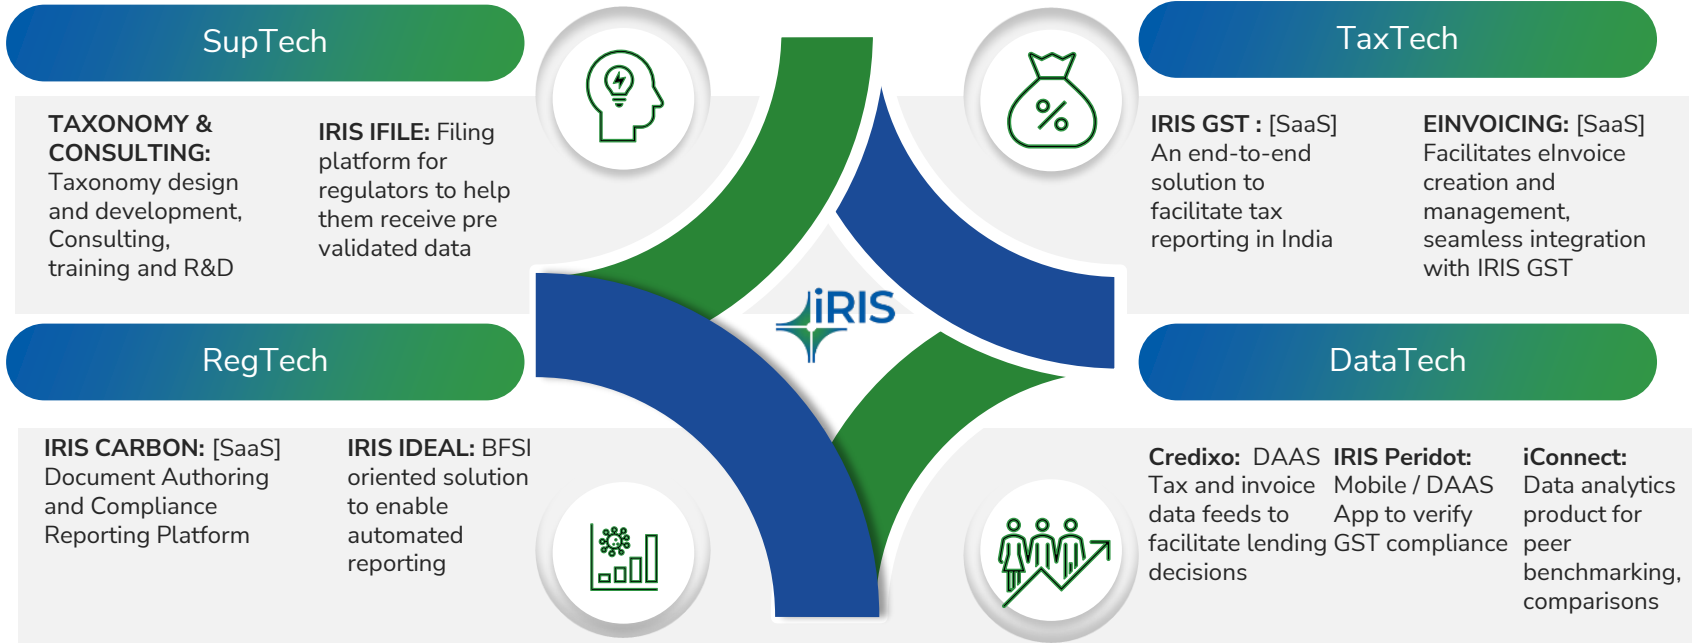 SupTech
TAXONOMY &
CONSULTING:
Taxonomy design
and development,
Consulting,
training and R&D
IRIS IFILE: Filing
platform for
regulators to help
them receive pre
validated data
TaxTech
IRIS GST : [SaaS]
An end-to-end
solution to
facilitate tax
reporting in India
EINVOICING: [SaaS]
Facilitates eInvoice
creation and
management,
seamless integration
with IRIS GST
iRIS
RegTech
IRIS CARBON: [SaaS]
Document Authoring
and Compliance
Reporting Platform
IRIS IDEAL: BFSI
oriented solution
to enable
automated
reporting
DataTech
Credixo: DAAS
Tax and invoice
data feeds to
facilitate lending
decisions
IRIS Peridot:
Mobile / DAAS
App to verify
GST compliance
iConnect:
Data analytics
product for
peer
benchmarking,
comparisons